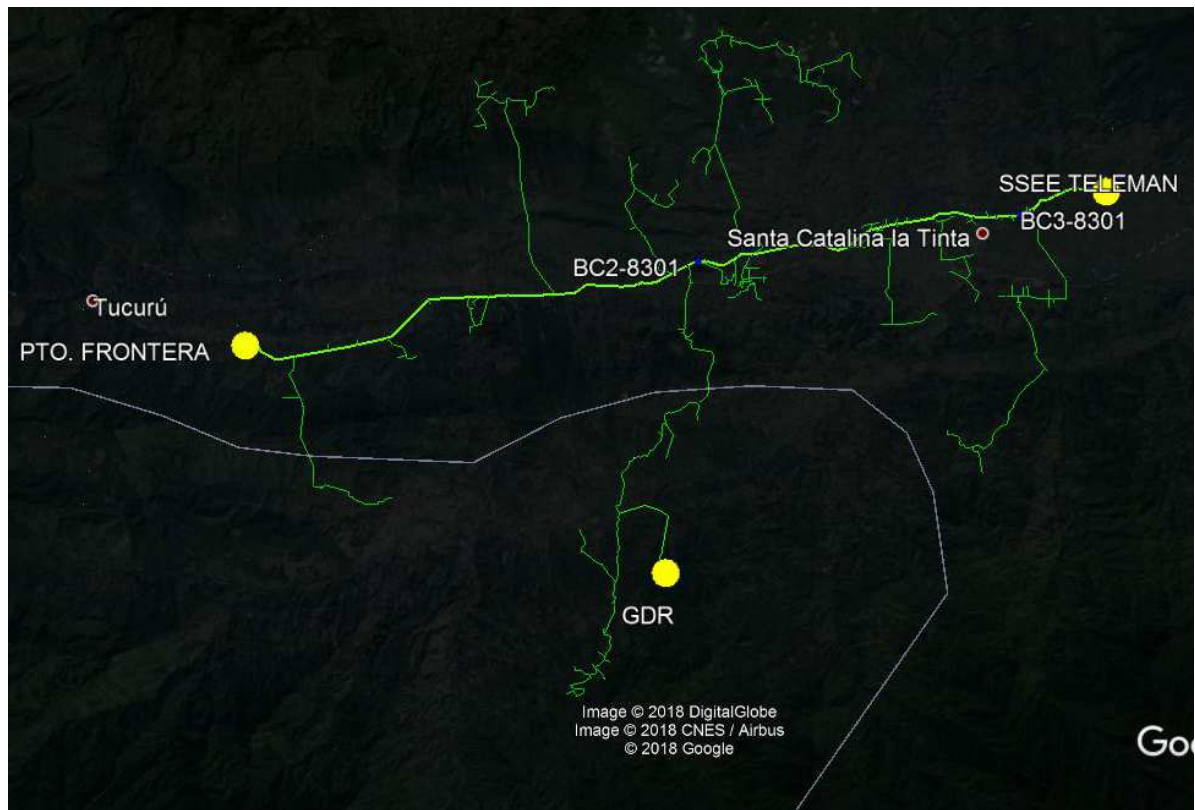 SSEE TELEMAN
BC3-8301
Santa Catalina la Tinta
BC2-8301
Tucurú
PTO. FRONTERA
GDR
Image © 2018 DigitalGlobe
Image © 2018 CNES / Airbus
© 2018 Google
Goo